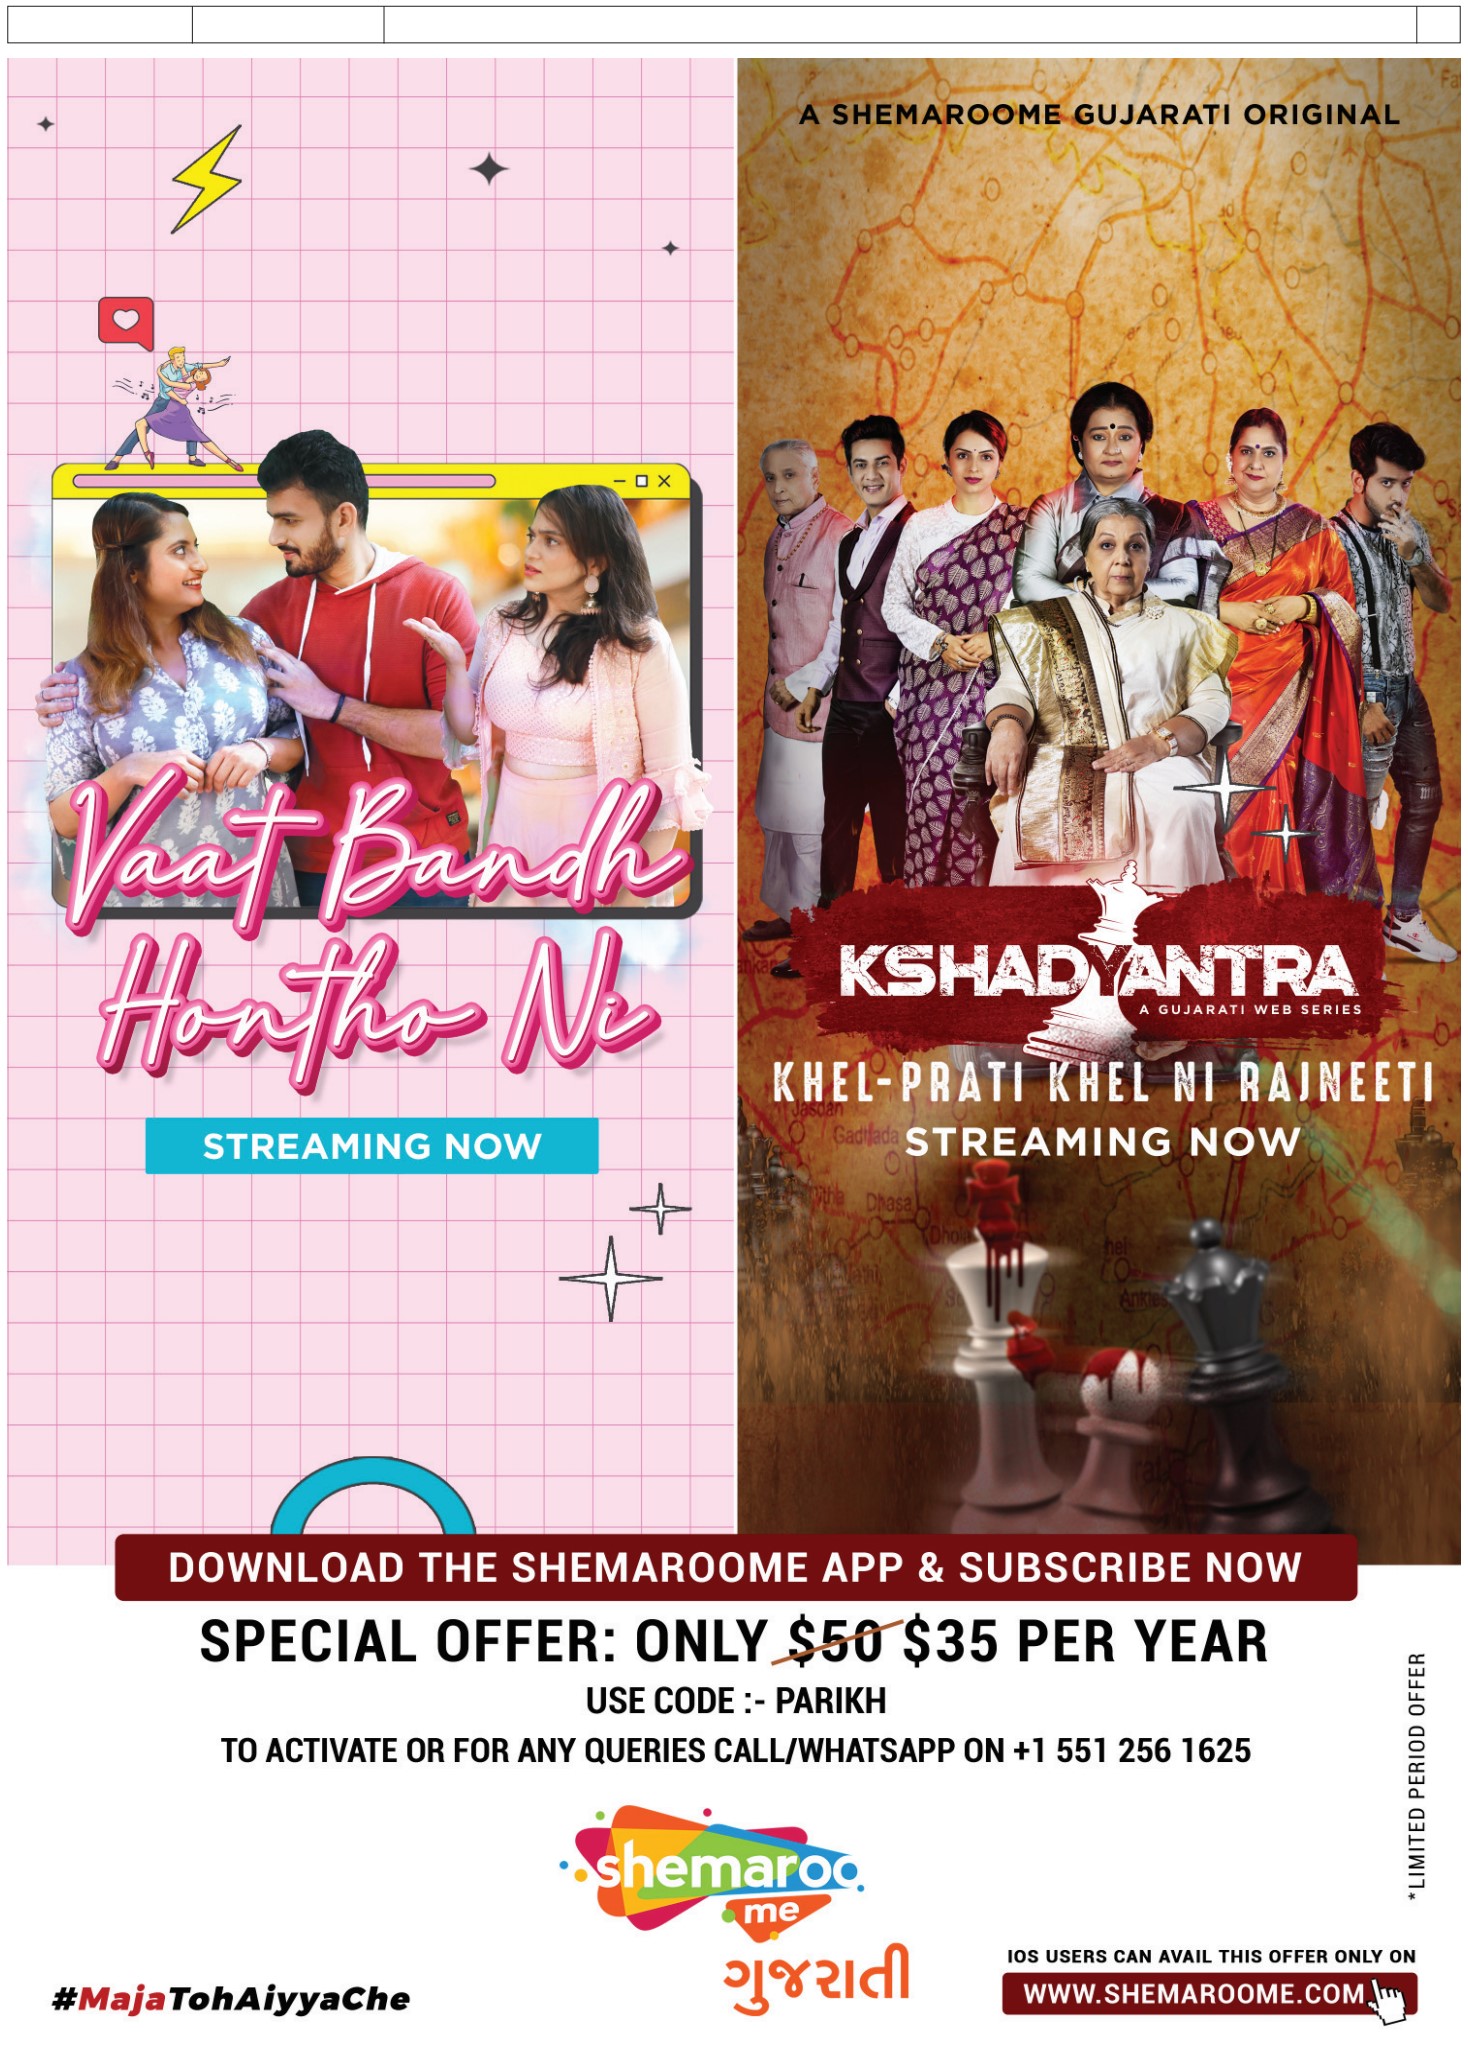 Vaat Bandh
Hontho Ni
STREAMING NOW
A SHEMAROOME GUJARATI ORIGINAL
KSHADYANTRA
A GUJARATI WEB SERIES
KHEL-PRATI KHEL NI RAJNEETI
Jasdan
Gadhada
STREAMING NOW
Dhasa
DOWNLOAD THE SHEMAROOME APP & SUBSCRIBE NOW
SPECIAL OFFER: ONLY $50 $35 PER YEAR
USE CODE :- PARIKH
TO ACTIVATE OR FOR ANY QUERIES CALL/WHATSAPP ON +1 551 256 1625
*LIMITED PERIOD OFFER
shemaroo
me
ગુજરાતી
#MajaTohAiyyaChe
IOS USERS CAN AVAIL THIS OFFER ONLY ON
WWW.SHEMAROOME.COM